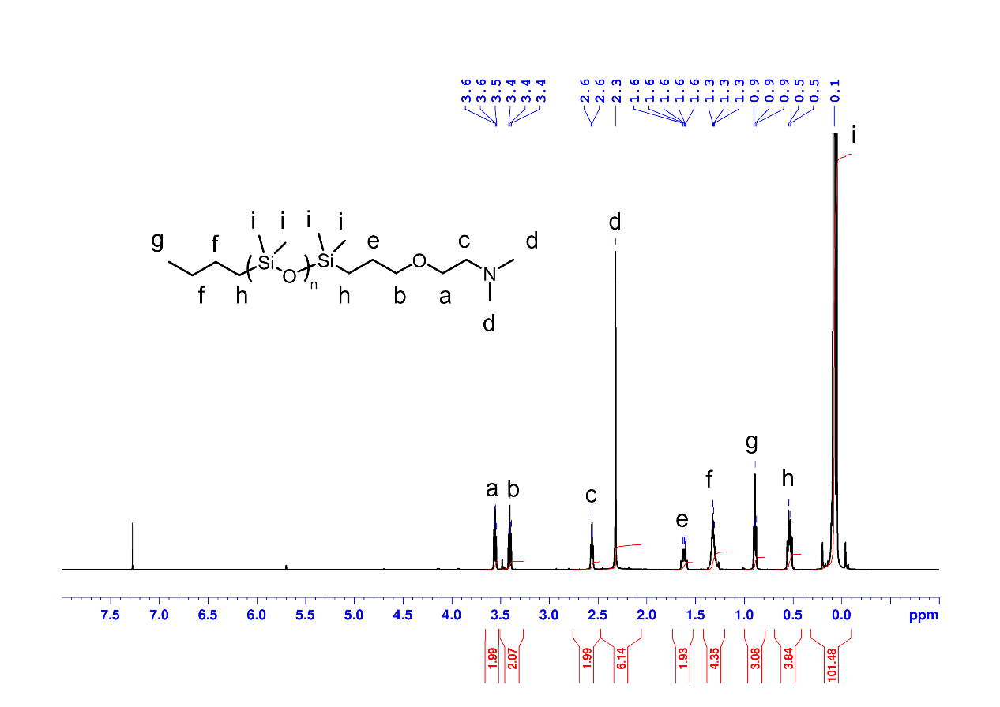 3.6 3.6 3.5 3.4 3.4 3.4 2.6 2.6 2.3 1.6 1.6 1.6 1.6 1.6 1.3 1.3 1.3 0.9 0.9 0.9 0.5 0.5 0.1
i
i i i i
g f e c d
Si Si O N
O n
f h h b a
d
d
g
a b c e f h
7.5 7.0 6.5 6.0 5.5 5.0 4.5 4.0 3.5 3.0 2.5 2.0 1.5 1.0 0.5 0.0 ppm
1.99 2.07 1.99 6.14 1.93 4.35 3.08 3.84 101.48